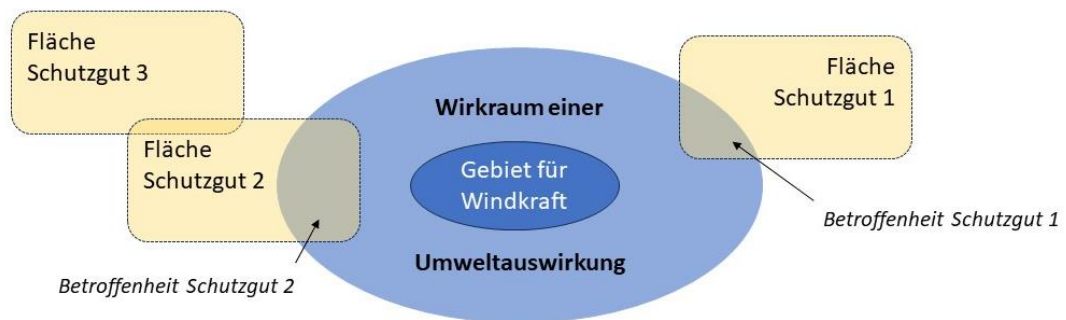 Fläche
Schutzgut 3
Fläche
Schutzgut 1
Wirkraum einer
Fläche
Schutzgut 2
Gebiet für
Windkraft
Betroffenheit Schutzgut 1
Umweltauswirkung
Betroffenheit Schutzgut 2